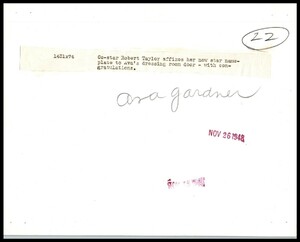 22
Co-star Robert Taylor affixes her new star name-
plate to Ava's dressing room door - with con-
gratulations.
ava gardner
NOV 26 1948